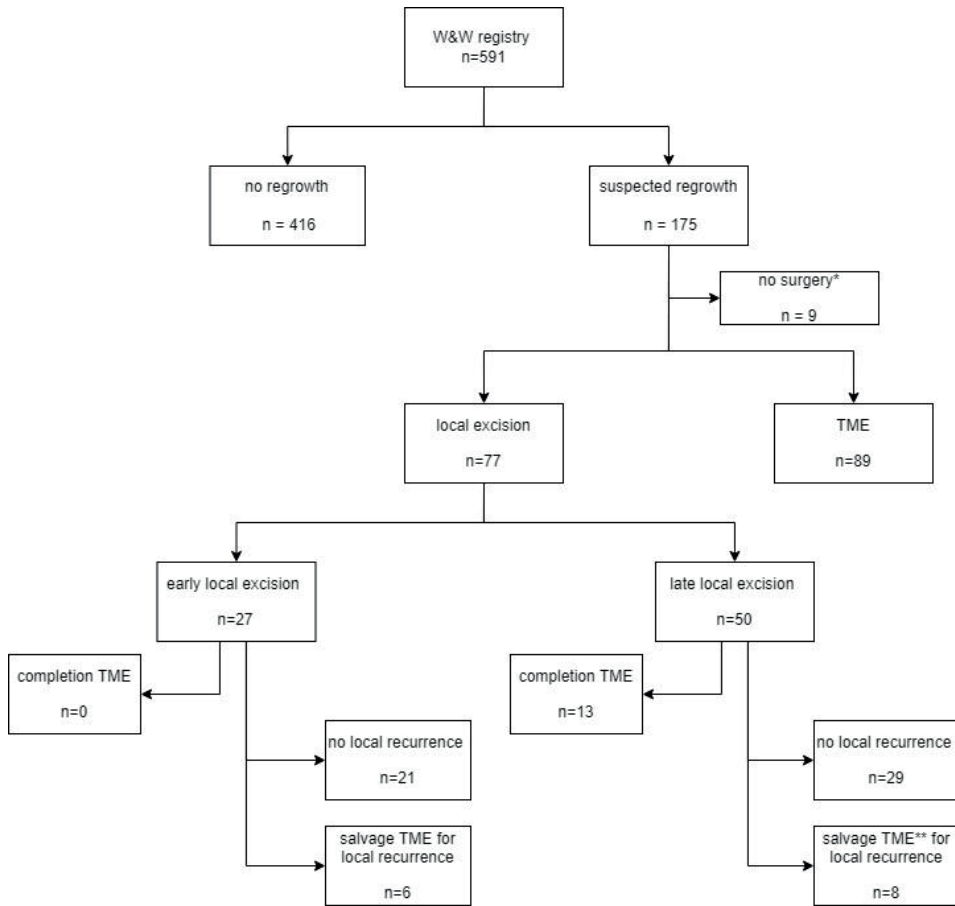 W&W registry
n=591
no regrowth
n = 416
suspected regrowth
n = 175
no surgery*
n = 9
local excision
n=77
TME
n=89
early local excision
n=27
late local excision
n=50
completion TME
n=0
completion TME
n=13
no local recurrence
n=21
no local recurrence
n=29
salvage TME for
local recurrence
n=6
salvage TME** for
local recurrence
n=8